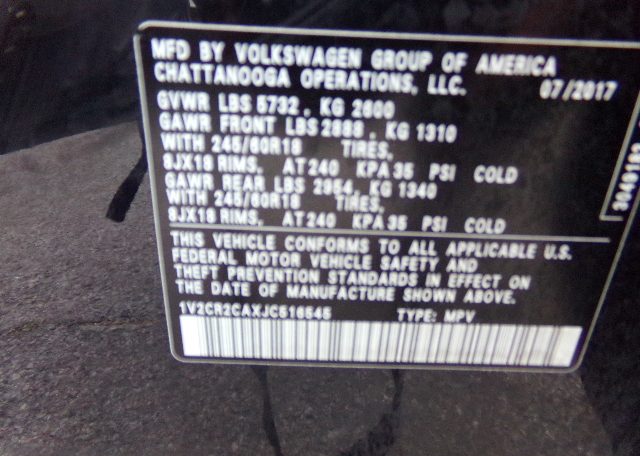 MFD BY VOLKSWAGEN GROUP OF AMERICA
CHATTANOOGA OPERATIONS, LLC. 07/2017
GVWR LBS 5732, KG 2600
GAWR FRONT LBS 2888, KG 1310
WITH 245/60R18 TIRES,
8JX18 RIMS, AT 240 KPA 35 PSI COLD
GAWR REAR LBS 2954, KG 1340
WITH 245/60R18 TIRES,
8JX18 RIMS, AT 240 KPA 35 PSI COLD
THIS VEHICLE CONFORMS TO ALL APPLICABLE U.S.
FEDERAL MOTOR VEHICLE SAFETY AND
THEFT PREVENTION STANDARDS IN EFFECT ON
THE DATE OF MANUFACTURE SHOWN ABOVE.
1V2CR2CAXJC516545 TYPE: MPV